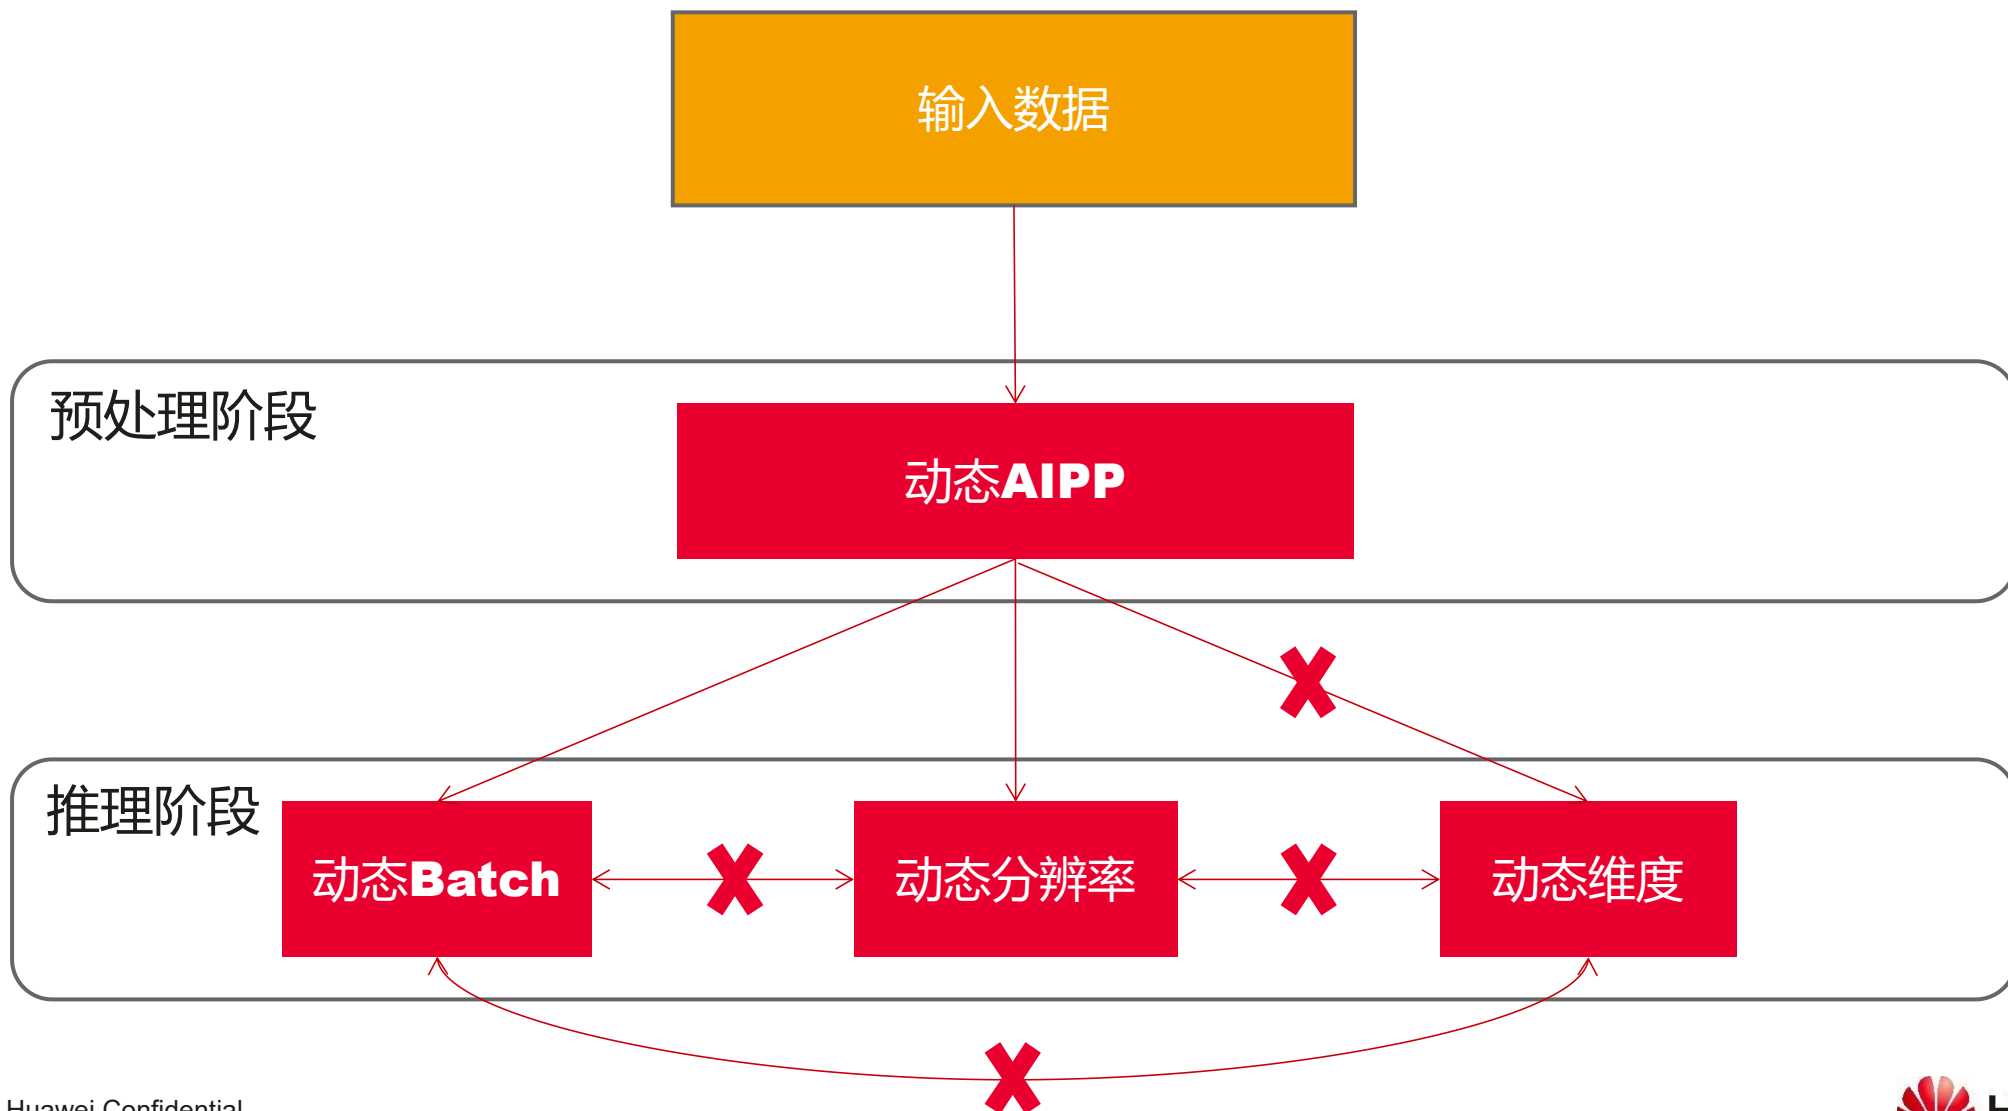 输入数据
预处理阶段
动态AIPP
推理阶段
动态Batch
动态分辨率
动态维度
Huawei Confidential